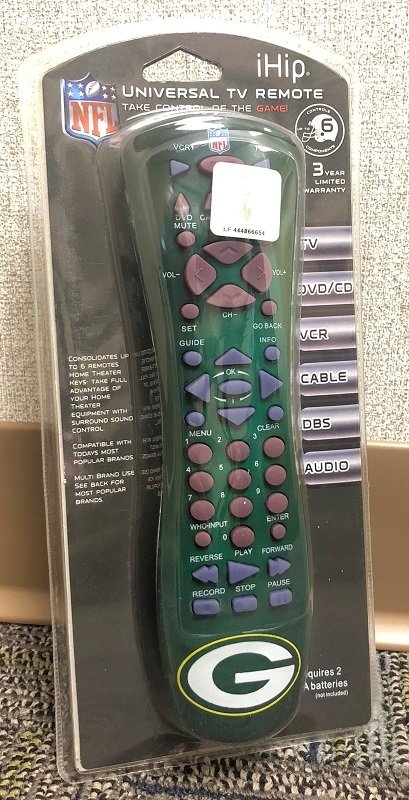 iHip®
NFL
UNIVERSAL TV REMOTE
TAKE CONTROL OF THE GAME!
CONTROLS
UP TO 6
COMPONENTS
3 YEAR
LIMITED
WARRANTY
NFL
VCR
DVD
MUTE
LF 444866654
VOL-
VOL+
CH-
SET
GO BACK
GUIDE
INFO
OK
MENU
CLEAR
1 2 3
4 5 6
7 8 9
WHO-INPUT
0
ENTER
REVERSE
PLAY
FORWARD
RECORD
STOP
PAUSE
G
TV
DVD/CD
VCR
CABLE
DBS
AUDIO
CONSOLIDATES UP
TO 6 REMOTES
HOME THEATER
KEYS: TAKE FULL
ADVANTAGE OF
YOUR HOME
THEATER
EQUIPMENT WITH
SURROUND SOUND
CONTROL.
COMPATIBLE WITH
TODAYS MOST
POPULAR BRANDS.
MULTI BRAND USE
SEE BACK FOR
MOST POPULAR
BRANDS
quires 2
A batteries
(not included)